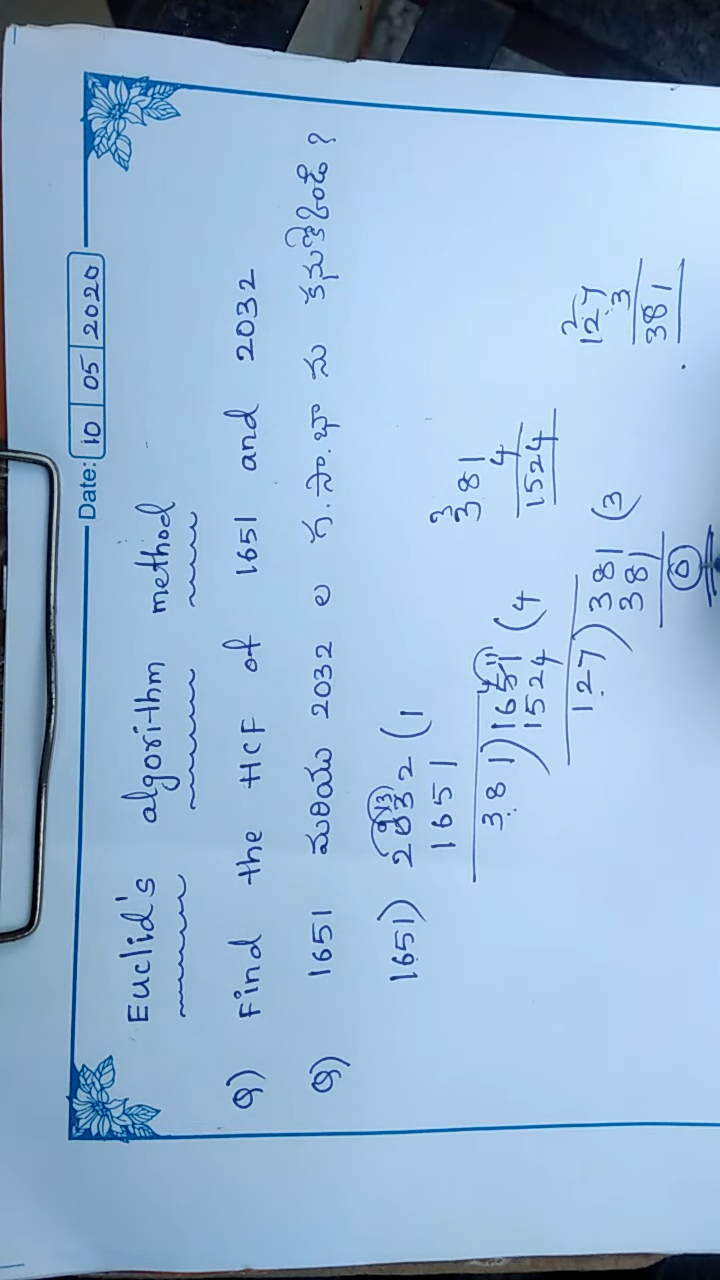 Date: 10 05 2020
Euclid's algorithm method
Q) Find the HCF of 1651 and 2032
Q) 1651 మరియు 2032 ల గ.సా.భా ను కనుక్కోండి ?
1651) 2032 (1
1651
381) 1651 (4
1524
127) 381 (3
381
0
381
4
1524
127
3
381